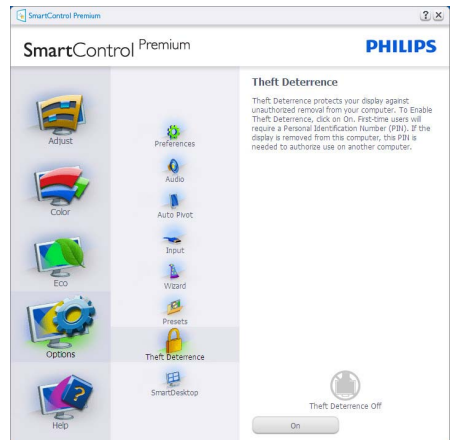 SmartControl Premium
SmartControl Premium
PHILIPS
Adjust
Color
Eco
Options
Help
Preferences
Audio
Auto Pivot
Input
Wizard
Presets
Theft Deterrence
SmartDesktop
Theft Deterrence
Theft Deterrence protects your display against
unauthorized removal from your computer. To Enable
Theft Deterrence, click on On. First-time users will
require a Personal Identification Number (PIN). If the
display is removed from this computer, this PIN is
needed to authorize use on another computer.
Theft Deterrence Off
On